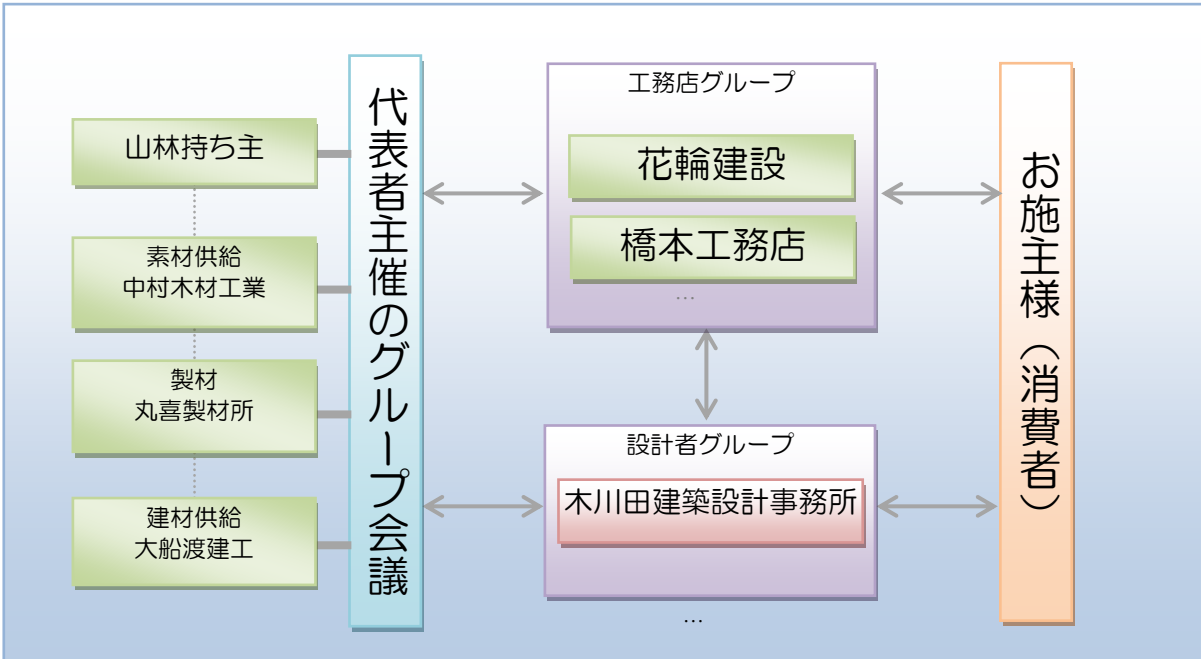 山林持ち主
素材供給
中村木材工業
製材
丸喜製材所
建材供給
大船渡建工
代表者主催のグループ会議
工務店グループ
花輪建設
橋本工務店
…
設計者グループ
木川田建築設計事務所
…
お施主様（消費者）